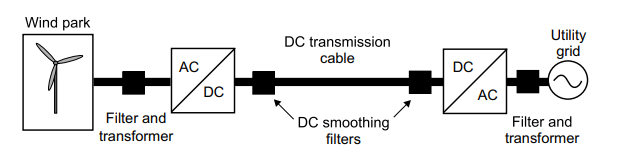 Wind park
Filter and
transformer
AC
DC
DC transmission
cable
DC smoothing
filters
DC
AC
Utility
grid
Filter and
transformer